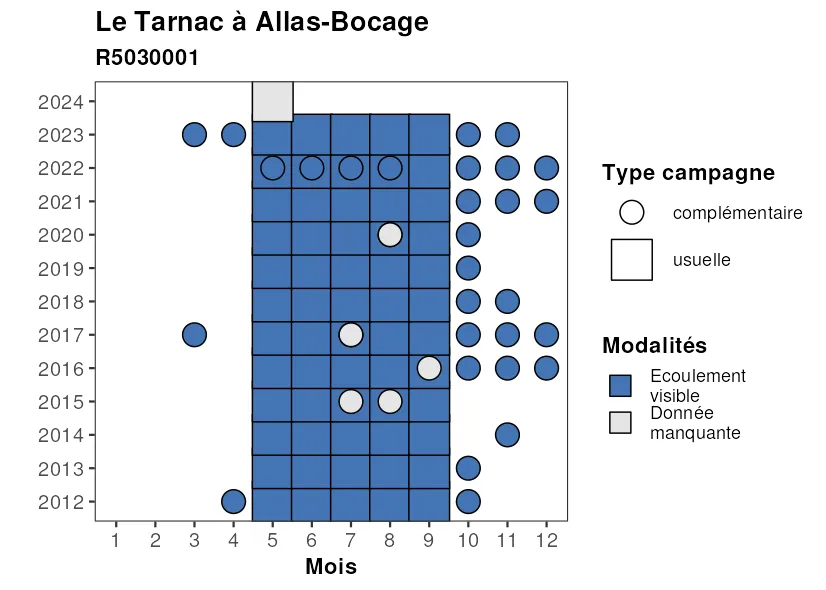 Le Tarnac à Allas-Bocage
R5030001
2024
2023
2022
2021
2020
2019
2018
2017
2016
2015
2014
2013
2012
1 2 3 4 5 6 7 8 9 10 11 12
Mois
Type campagne
complémentaire
usuelle
Modalités
Ecoulement
visible
Donnée
manquante